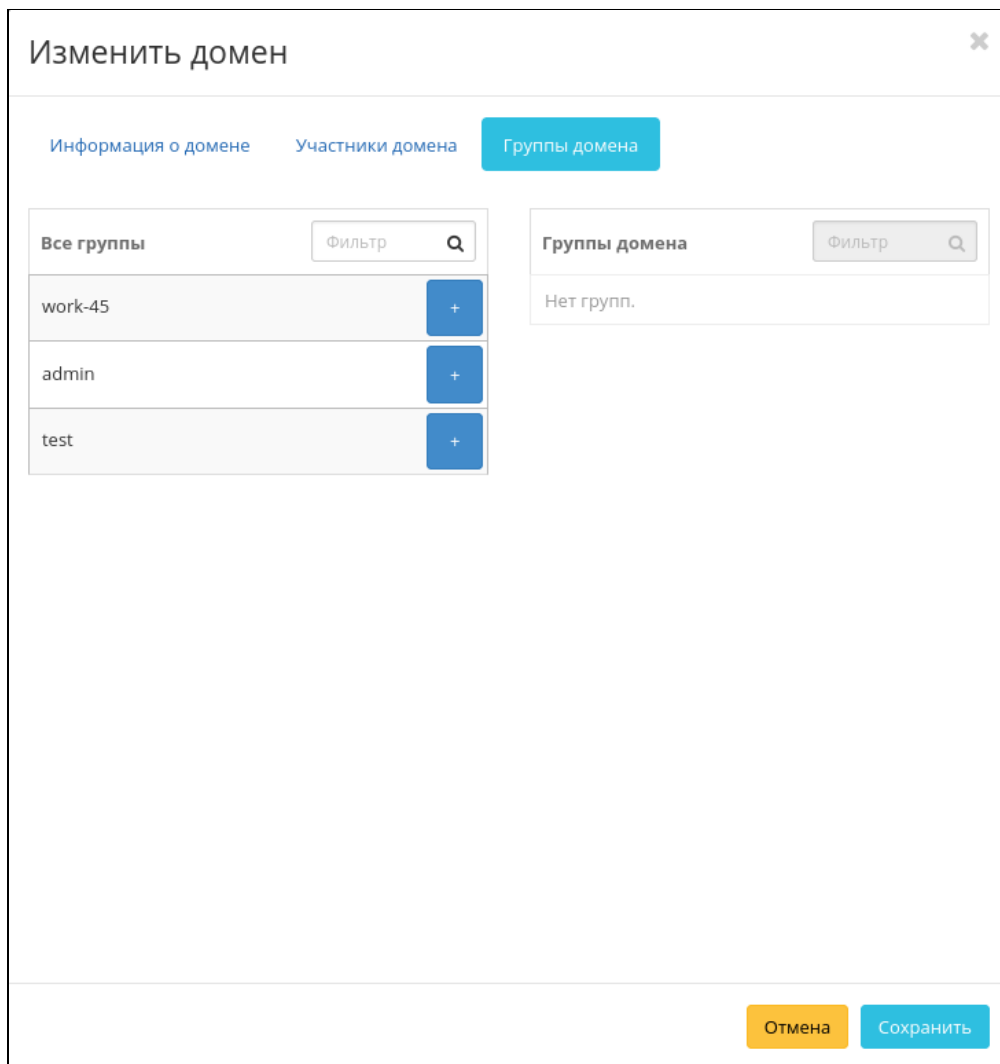 Изменить домен
Информация о домене Участники домена Группы домена
Все группы Фильтр
work-45 +
admin +
test +
Группы домена Фильтр
Нет групп.
Отмена Сохранить